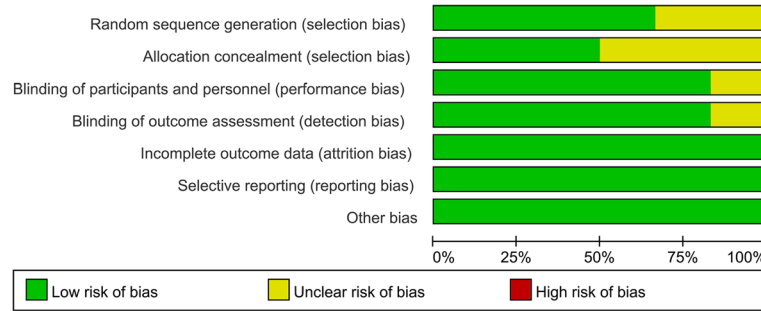 Random sequence generation (selection bias)
Allocation concealment (selection bias)
Blinding of participants and personnel (performance bias)
Blinding of outcome assessment (detection bias)
Incomplete outcome data (attrition bias)
Selective reporting (reporting bias)
Other bias
0% 25% 50% 75% 100%
Low risk of bias Unclear risk of bias High risk of bias